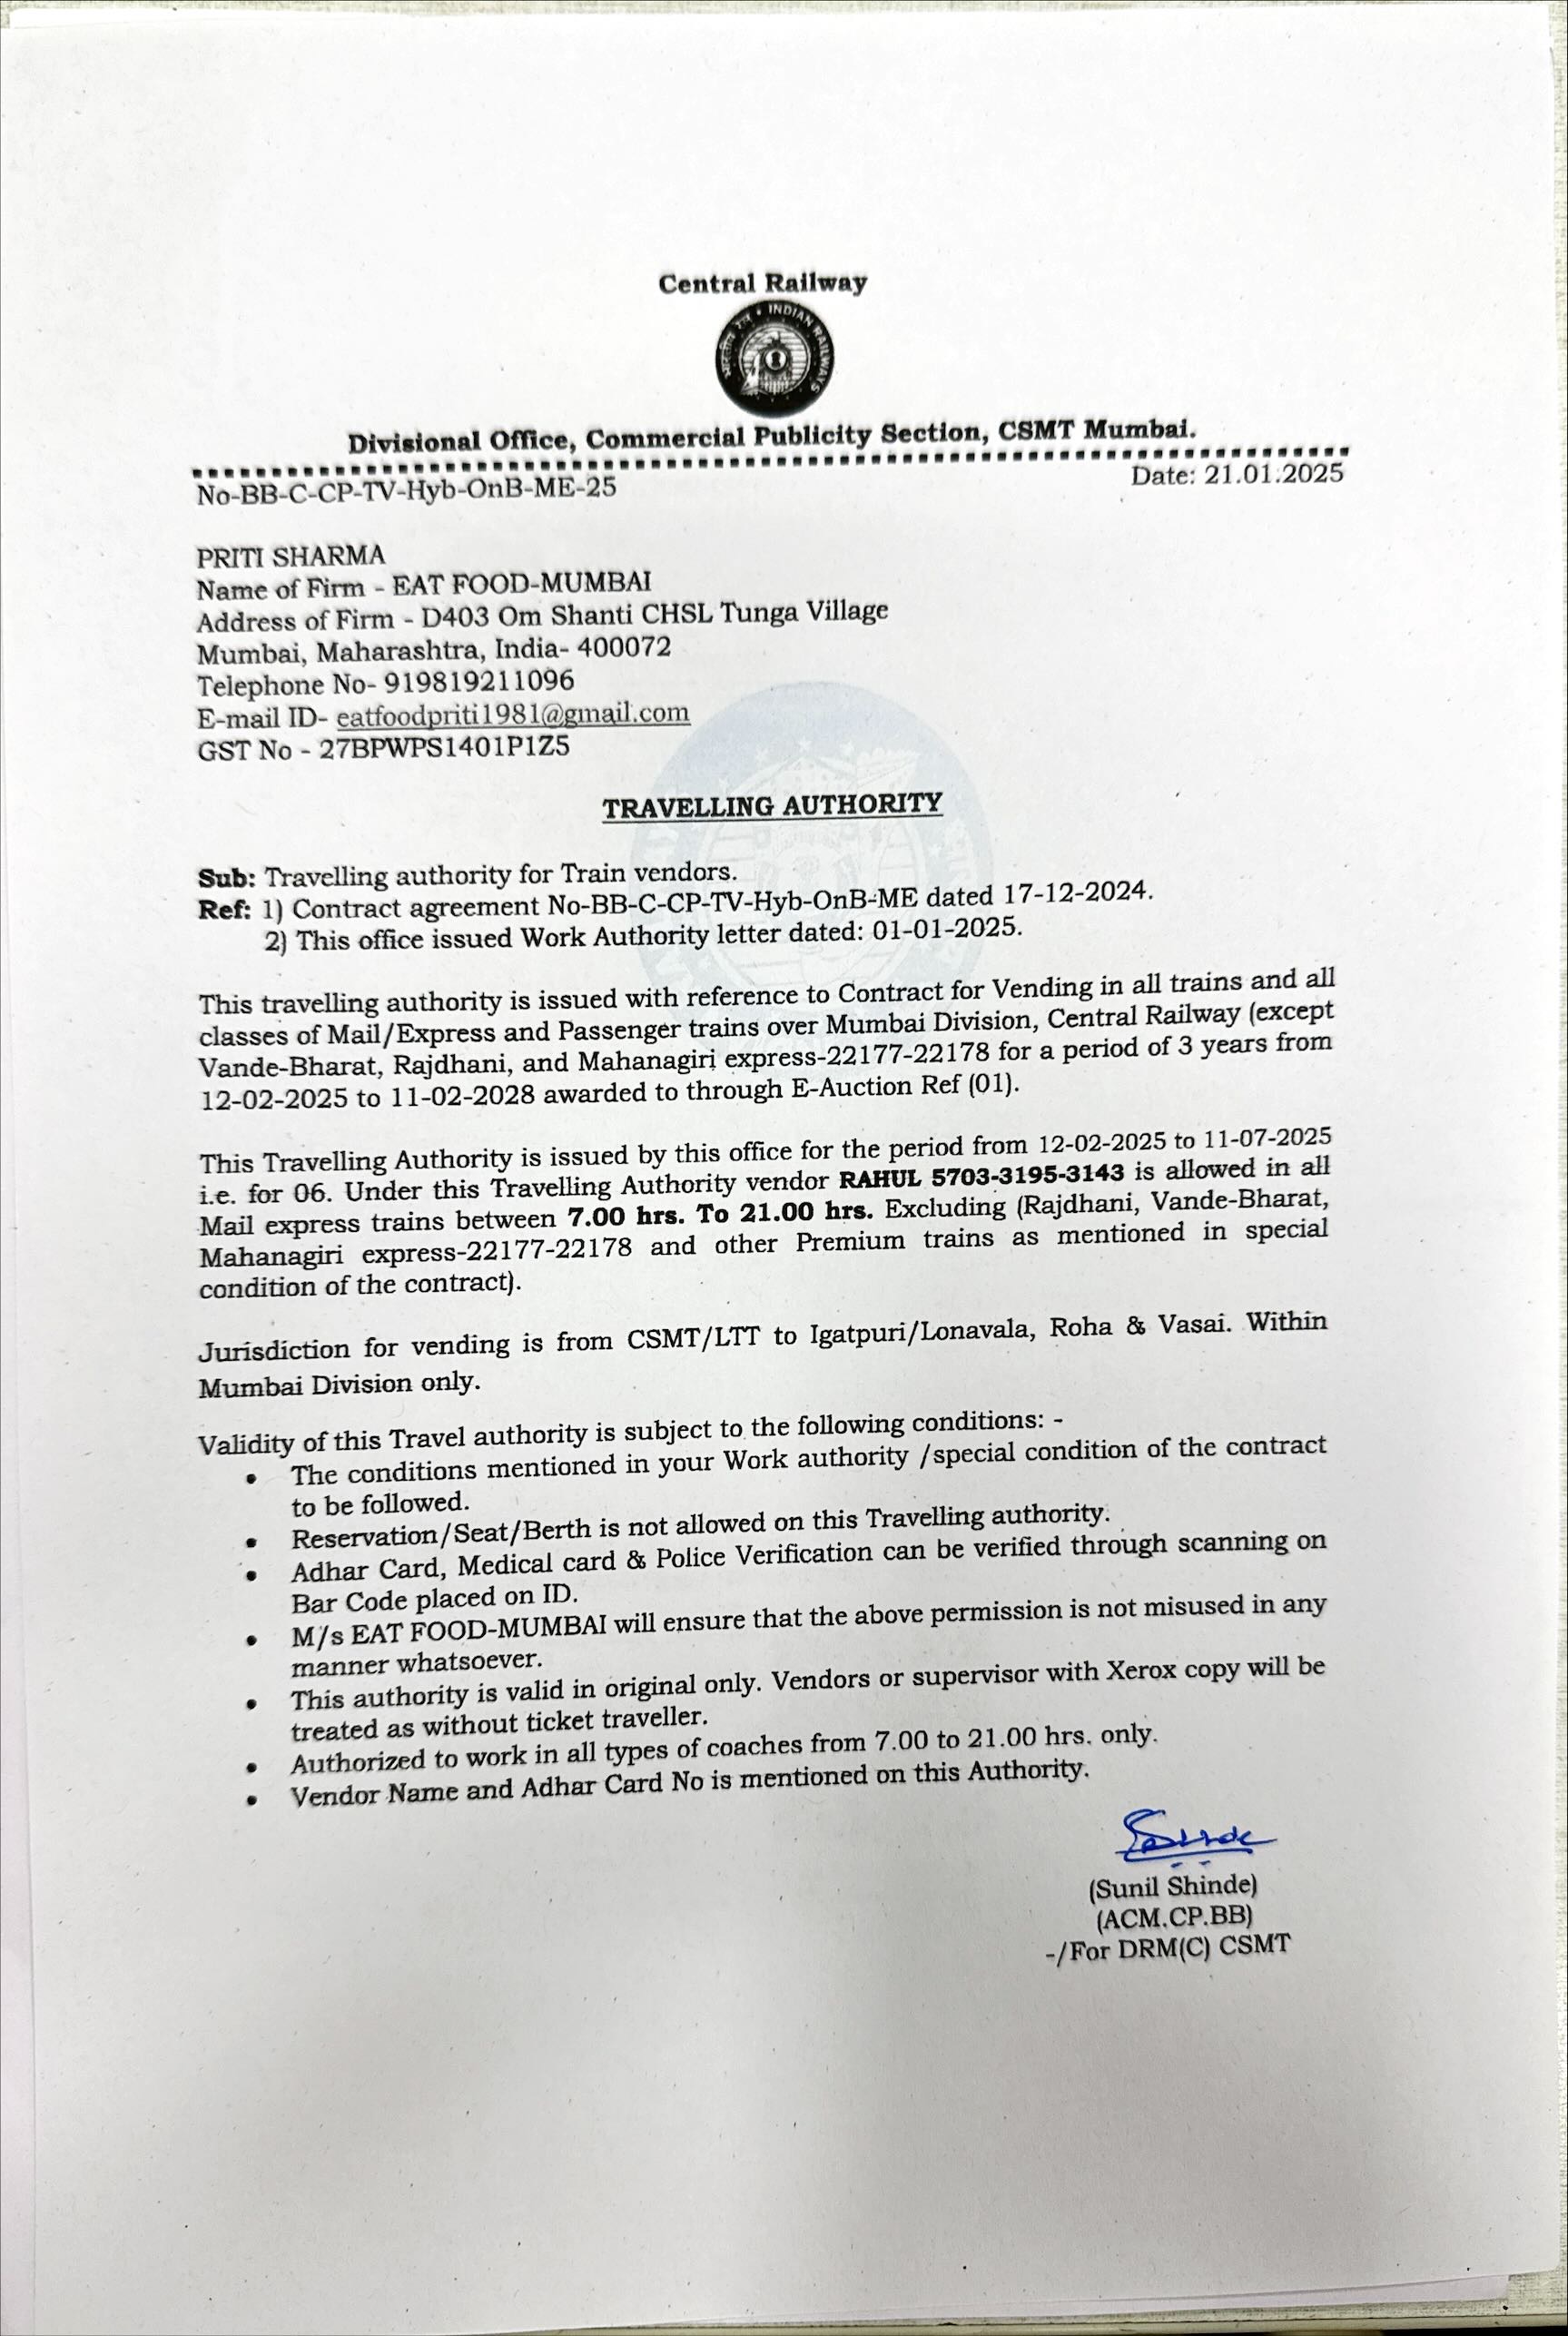 Central Railway
भारतीय रेल • INDIAN RAILWAYS
Divisional Office, Commercial Publicity Section, CSMT Mumbai.
No-BB-C-CP-TV-Hyb-OnB-ME-25 Date: 21.01.2025
PRITI SHARMA
Name of Firm - EAT FOOD-MUMBAI
Address of Firm - D403 Om Shanti CHSL Tunga Village
Mumbai, Maharashtra, India- 400072
Telephone No- 919819211096
E-mail ID- eatfoodpriti1981@gmail.com
GST No - 27BPWPS1401P1Z5
TRAVELLING AUTHORITY
Sub: Travelling authority for Train vendors.
Ref: 1) Contract agreement No-BB-C-CP-TV-Hyb-OnB-ME dated 17-12-2024.
2) This office issued Work Authority letter dated: 01-01-2025.
This travelling authority is issued with reference to Contract for Vending in all trains and all
classes of Mail/Express and Passenger trains over Mumbai Division, Central Railway (except
Vande-Bharat, Rajdhani, and Mahanagiri express-22177-22178 for a period of 3 years from
12-02-2025 to 11-02-2028 awarded to through E-Auction Ref (01).
This Travelling Authority is issued by this office for the period from 12-02-2025 to 11-07-2025
i.e. for 06. Under this Travelling Authority vendor RAHUL 5703-3195-3143 is allowed in all
Mail express trains between 7.00 hrs. To 21.00 hrs. Excluding (Rajdhani, Vande-Bharat,
Mahanagiri express-22177-22178 and other Premium trains as mentioned in special
condition of the contract).
Jurisdiction for vending is from CSMT/LTT to Igatpuri/Lonavala, Roha & Vasai. Within
Mumbai Division only.
Validity of this Travel authority is subject to the following conditions: -
• The conditions mentioned in your Work authority /special condition of the contract
to be followed.
• Reservation/Seat/Berth is not allowed on this Travelling authority.
• Adhar Card, Medical card & Police Verification can be verified through scanning on
Bar Code placed on ID.
• M/s EAT FOOD-MUMBAI will ensure that the above permission is not misused in any
manner whatsoever.
• This authority is valid in original only. Vendors or supervisor with Xerox copy will be
treated as without ticket traveller.
• Authorized to work in all types of coaches from 7.00 to 21.00 hrs. only.
• Vendor Name and Adhar Card No is mentioned on this Authority.
Shinde
(Sunil Shinde)
(ACM.CP.BB)
-/For DRM(C) CSMT